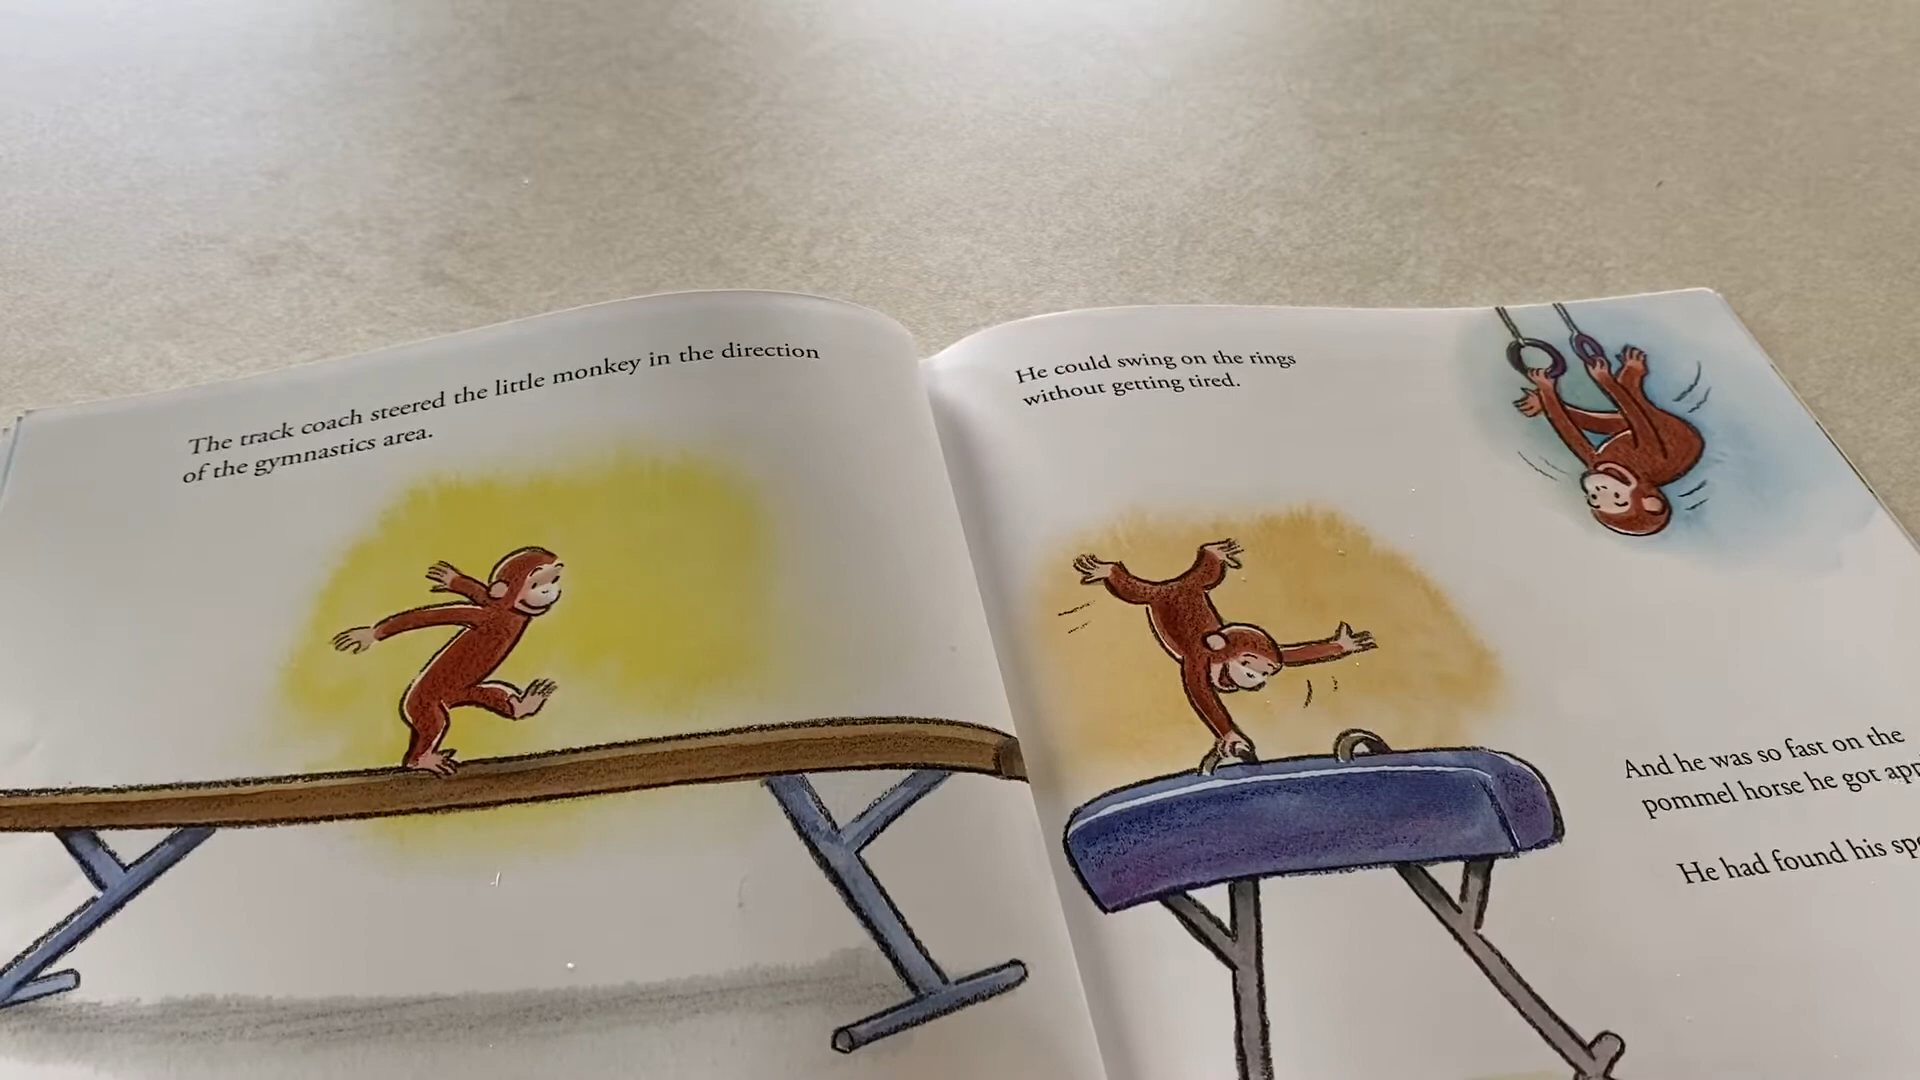 The track coach steered the little monkey in the direction
of the gymnastics area.
He could swing on the rings
without getting tired.
And he was so fast on the
pommel horse he got
He had found his